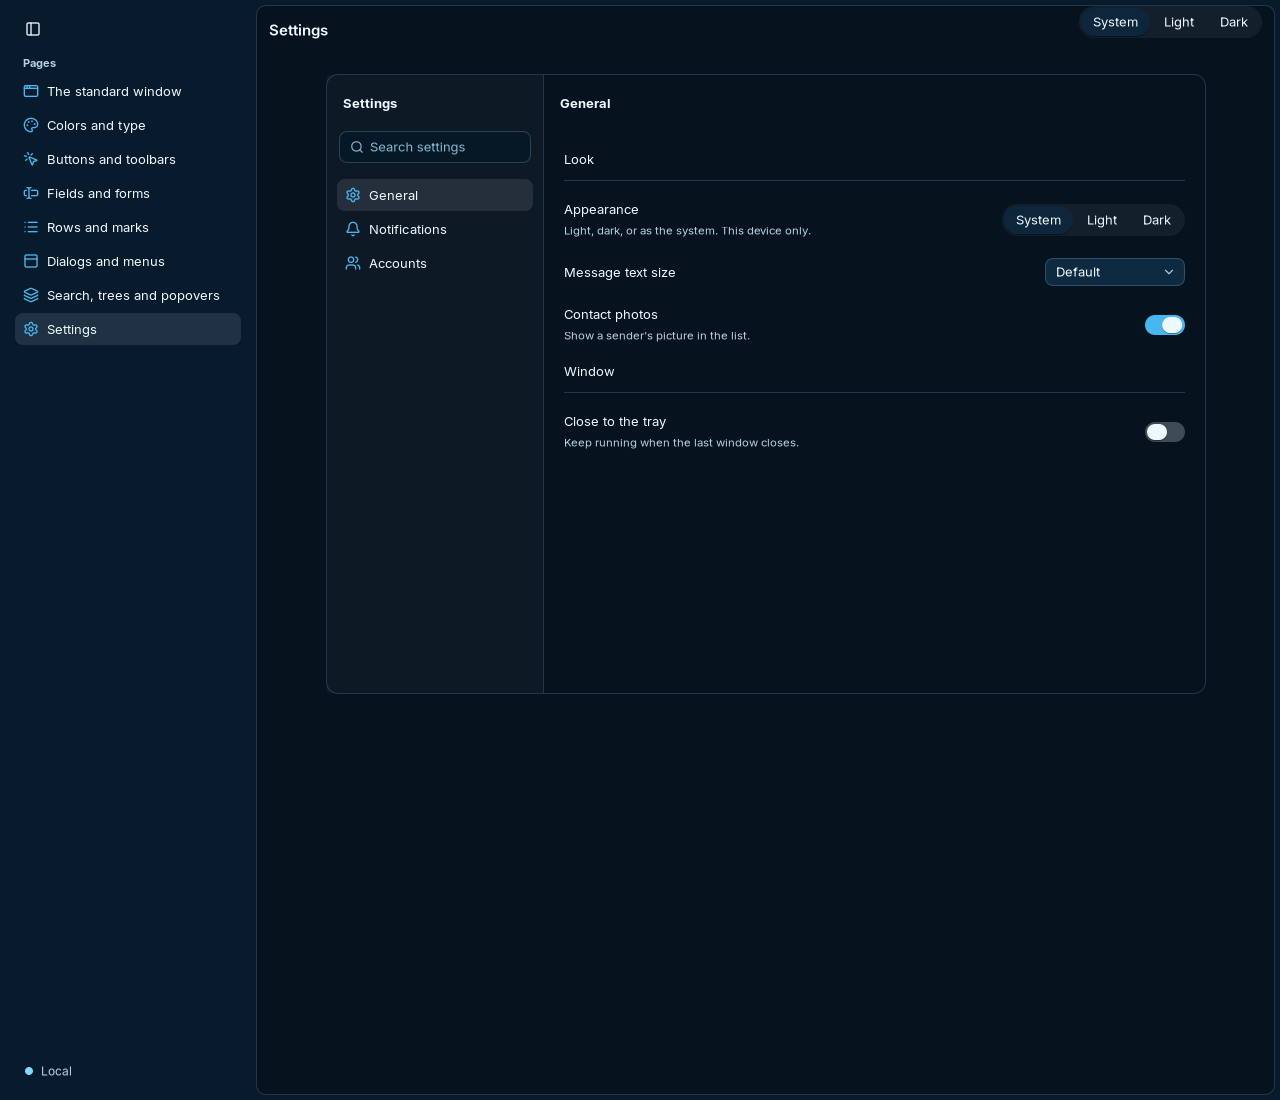 Settings
System Light Dark
Pages
The standard window
Colors and type
Buttons and toolbars
Fields and forms
Rows and marks
Dialogs and menus
Search, trees and popovers
Settings
Local
Settings
Search settings
General
Notifications
Accounts
General
Look
Appearance
Light, dark, or as the system. This device only.
System Light Dark
Message text size
Default
Contact photos
Show a sender's picture in the list.
Window
Close to the tray
Keep running when the last window closes.